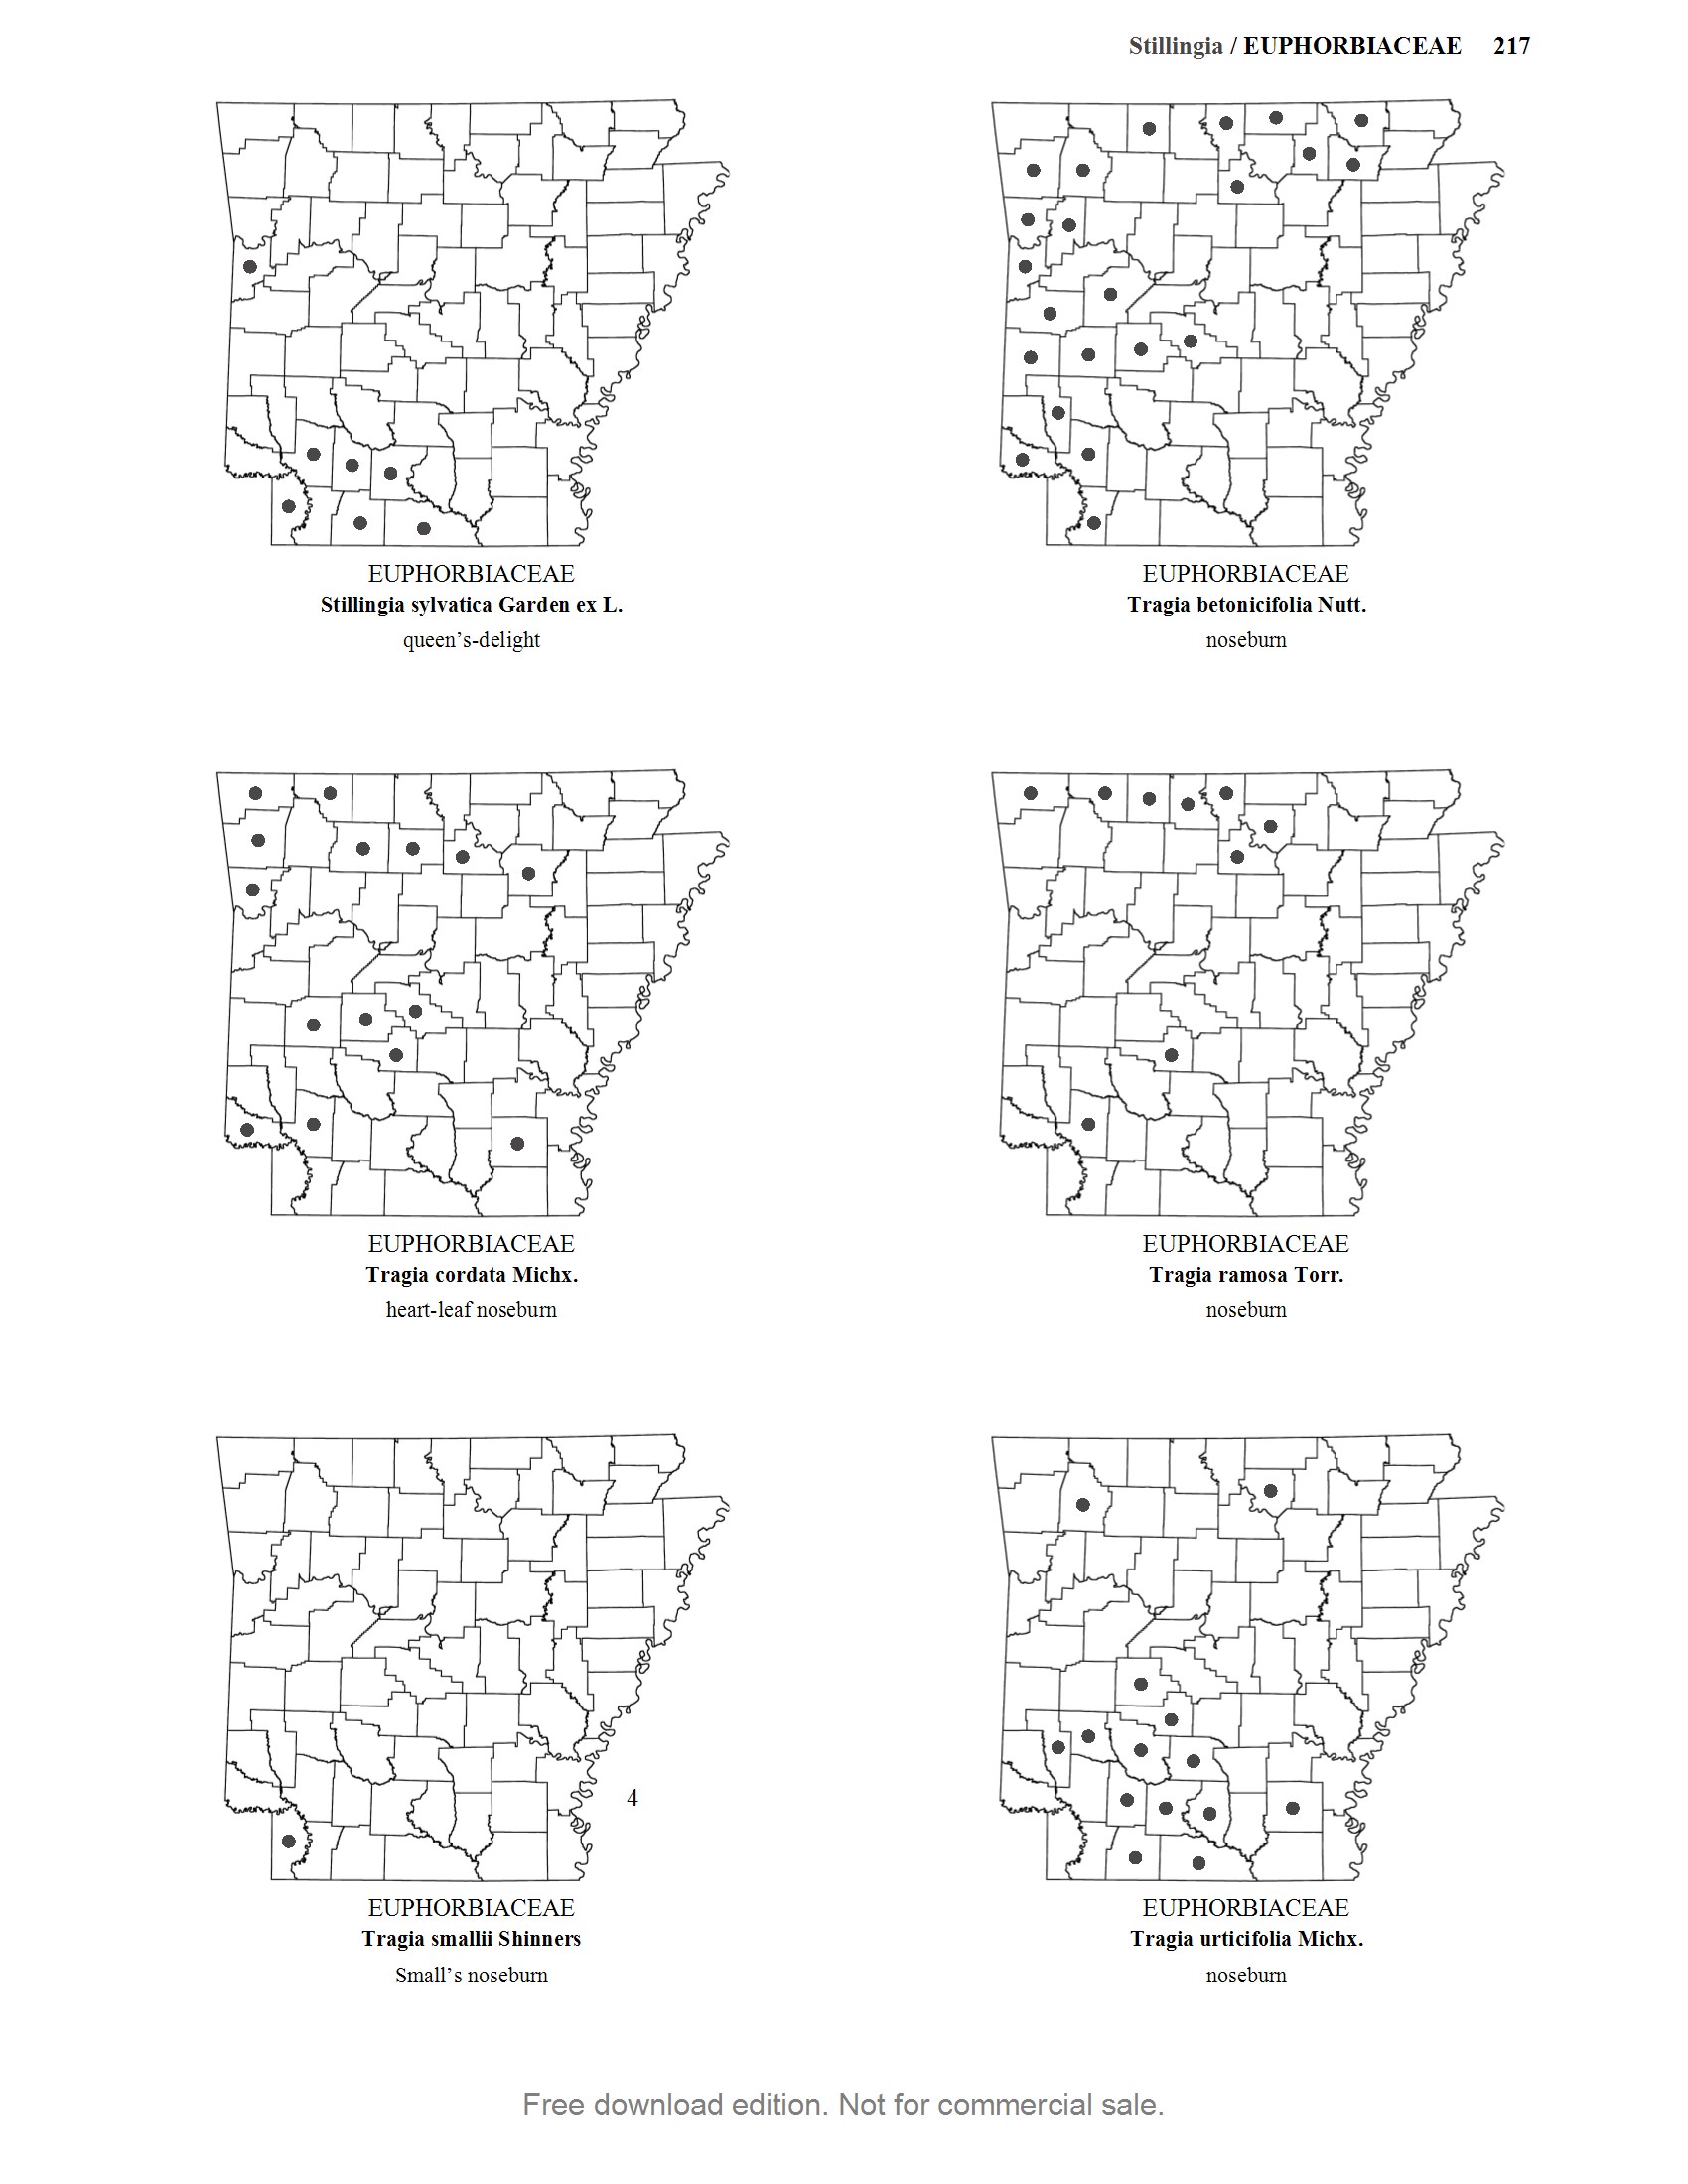 Stillingia / EUPHORBIACEAE 217
EUPHORBIACEAE
Stillingia sylvatica Garden ex L.
queen’s-delight
EUPHORBIACEAE
Tragia betonicifolia Nutt.
noseburn
EUPHORBIACEAE
Tragia cordata Michx.
heart-leaf noseburn
EUPHORBIACEAE
Tragia ramosa Torr.
noseburn
4
EUPHORBIACEAE
Tragia smallii Shinners
Small’s noseburn
EUPHORBIACEAE
Tragia urticifolia Michx.
noseburn
Free download edition. Not for commercial sale.